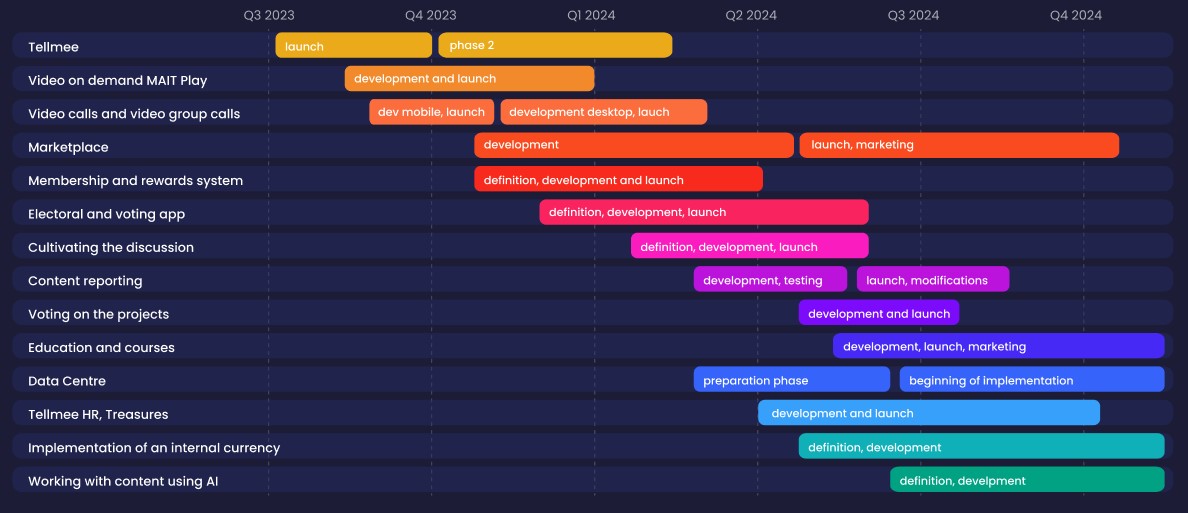 Q3 2023 Q4 2023 Q1 2024 Q2 2024 Q3 2024 Q4 2024
Tellmee launch phase 2
Video on demand MAIT Play development and launch
Video calls and video group calls dev mobile, launch development desktop, lauch
Marketplace development launch, marketing
Membership and rewards system definition, development and launch
Electoral and voting app definition, development, launch
Cultivating the discussion definition, development, launch
Content reporting development, testing launch, modifications
Voting on the projects development and launch
Education and courses development, launch, marketing
Data Centre preparation phase beginning of implementation
Tellmee HR, Treasures development and launch
Implementation of an internal currency definition, development
Working with content using AI definition, develpment